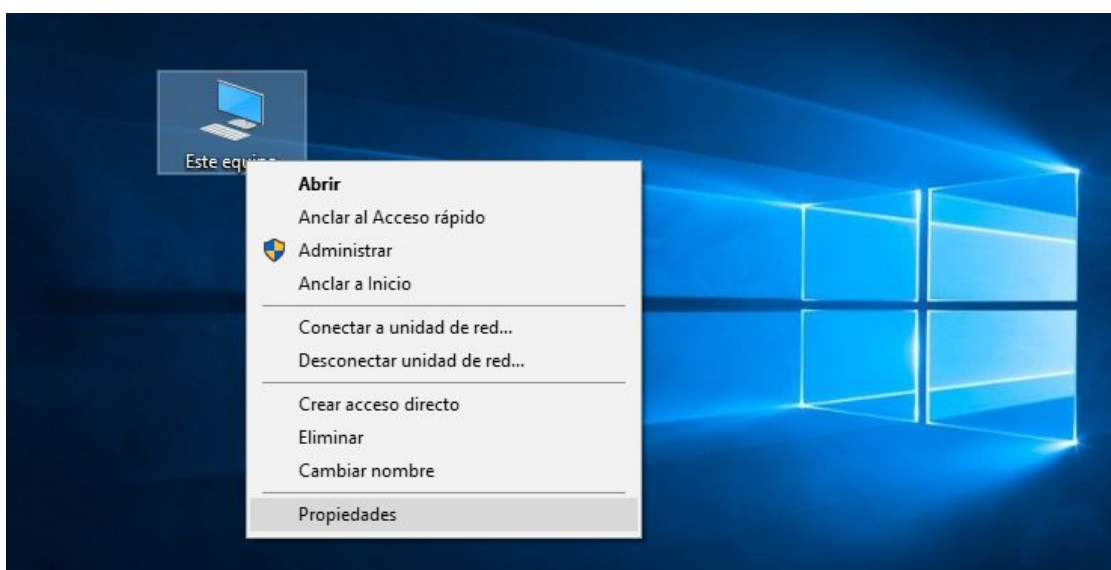 Este
Abrir
Anclar al Acceso rápido
Administrar
Anclar a Inicio
Conectar a unidad de red...
Desconectar unidad de red...
Crear acceso directo
Eliminar
Cambiar nombre
Propiedades